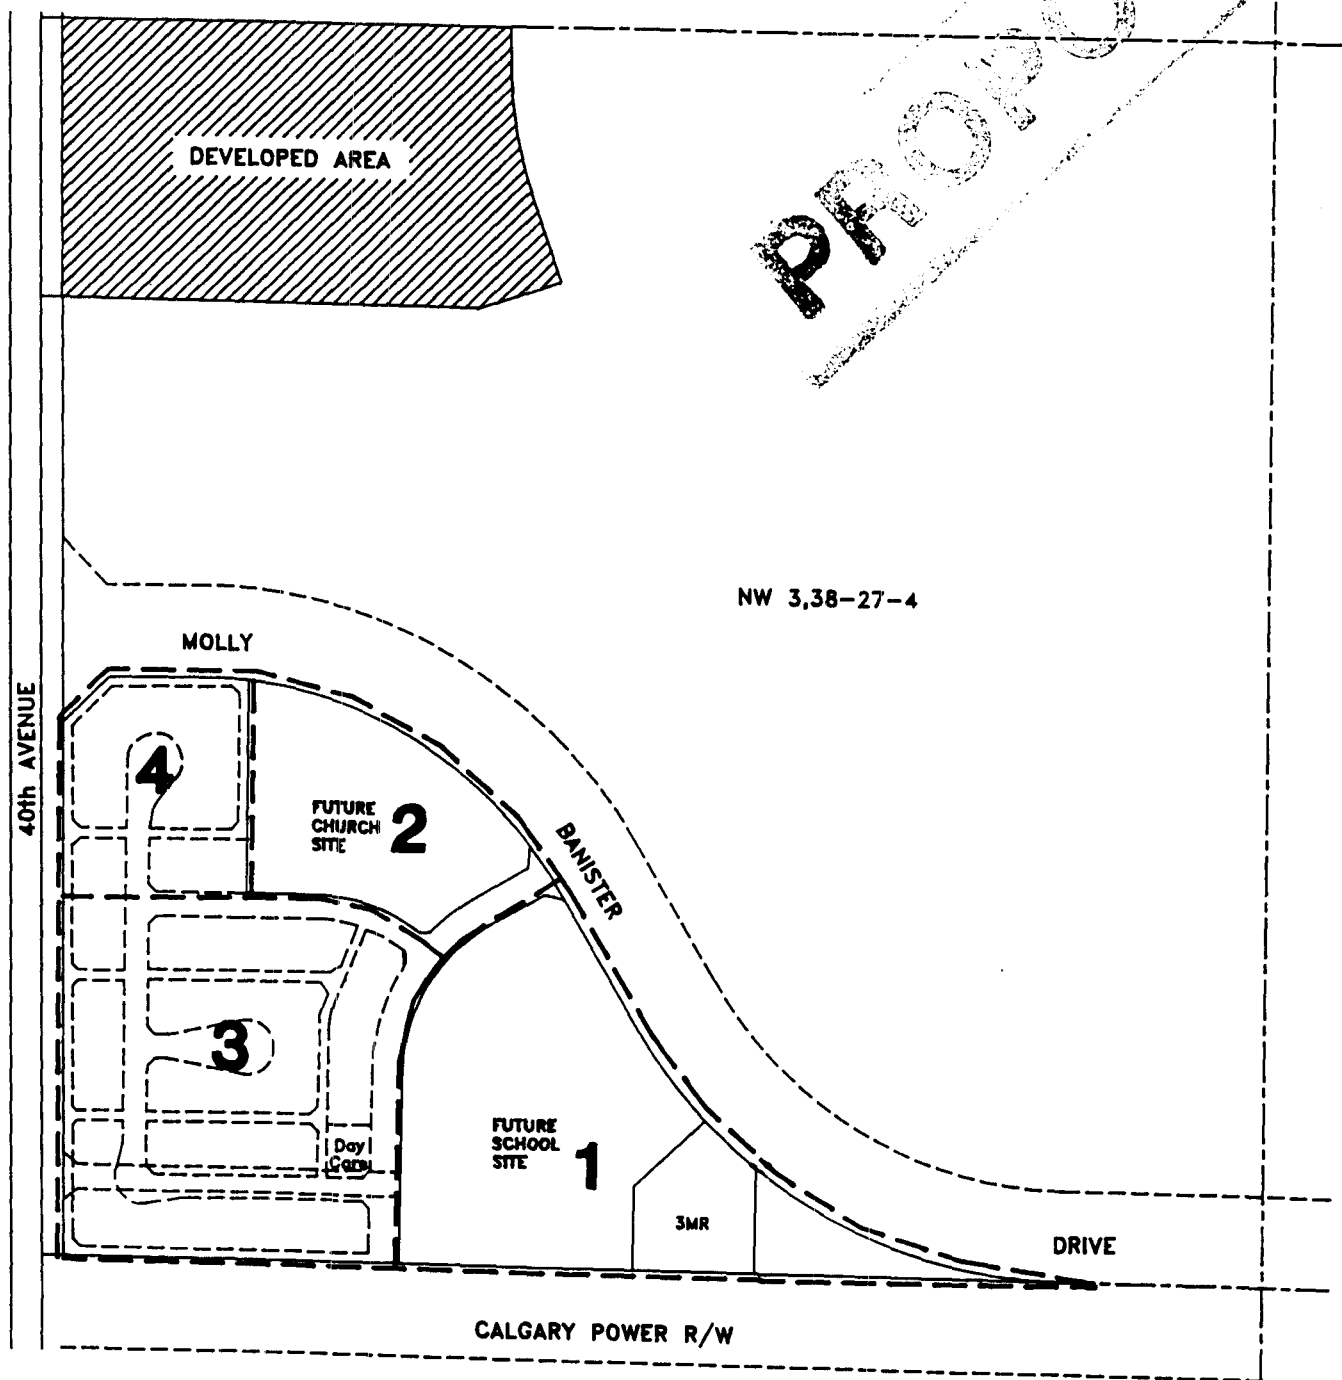 PROPO
DEVELOPED AREA
NW 3,38-27-4
MOLLY
40th AVENUE
4
FUTURE
CHURCH
SITE
2
BANISTER
3
FUTURE
SCHOOL
SITE
1
Day
Care
3MR
DRIVE
CALGARY POWER R/W